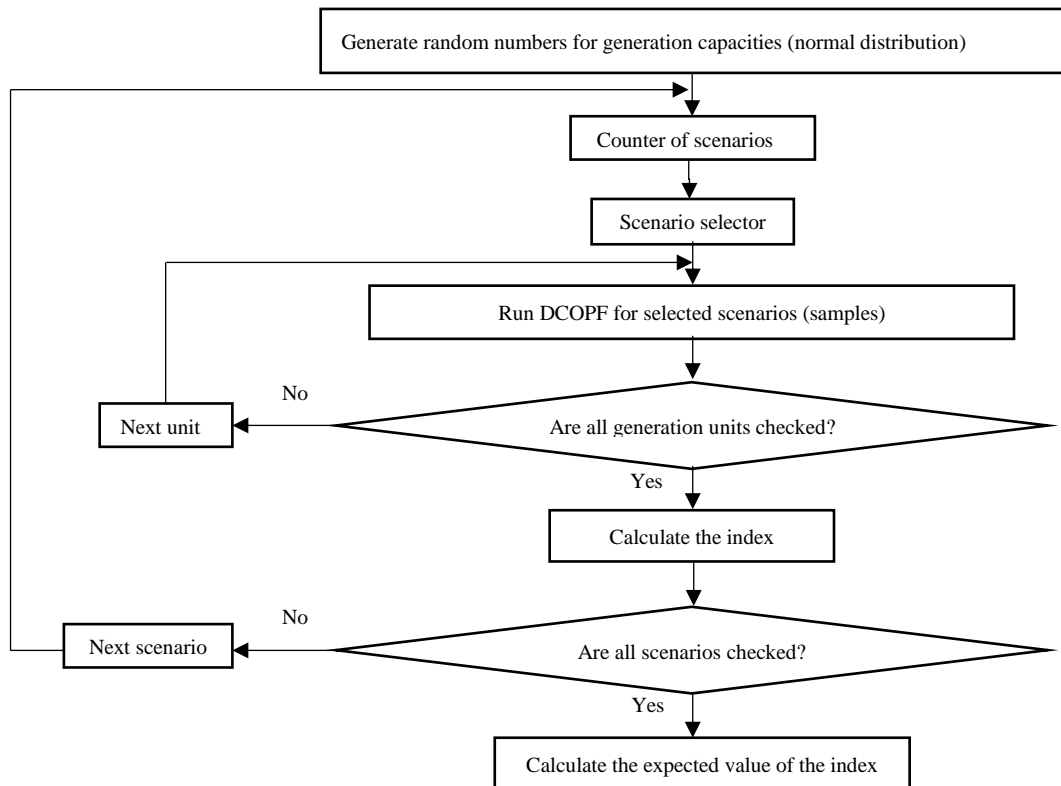 Generate random numbers for generation capacities (normal distribution)
Counter of scenarios
Scenario selector
Run DCOPF for selected scenarios (samples)
No
Next unit
Are all generation units checked?
Yes
Calculate the index
No
Next scenario
Are all scenarios checked?
Yes
Calculate the expected value of the index